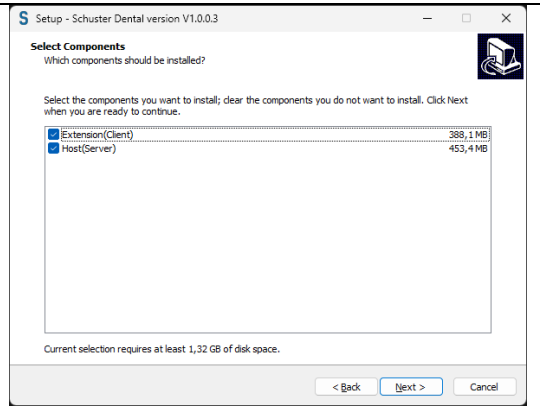 S Setup - Schuster Dental version V1.0.0.3
Select Components
Which components should be installed?
Select the components you want to install; clear the components you do not want to install. Click Next
when you are ready to continue.
Extension(Client) 388,1 MB
Host(Server) 453,4 MB
Current selection requires at least 1,32 GB of disk space.
< Back Next > Cancel